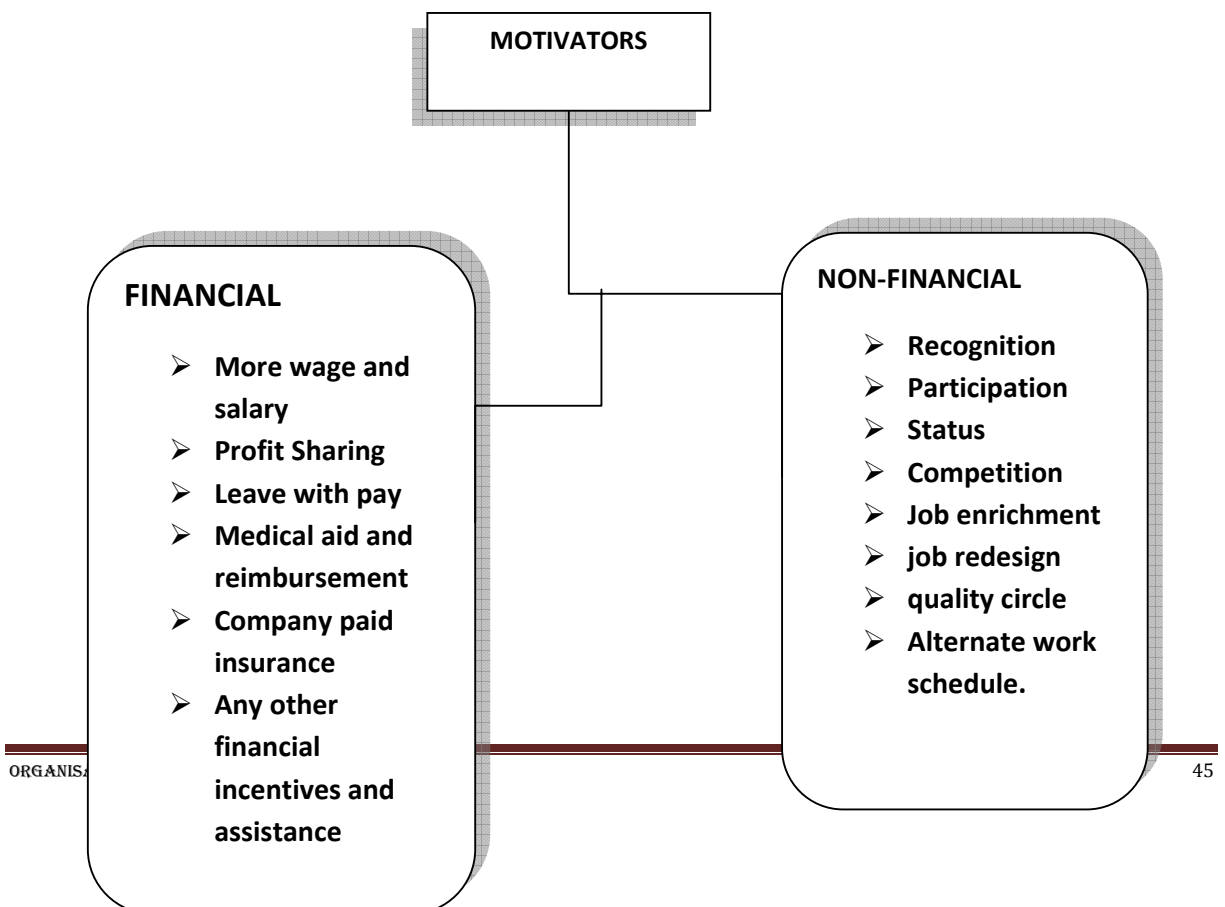 MOTIVATORS
FINANCIAL
➢ More wage and
salary
➢ Profit Sharing
➢ Leave with pay
➢ Medical aid and
reimbursement
➢ Company paid
insurance
➢ Any other
financial
incentives and
assistance
NON-FINANCIAL
➢ Recognition
➢ Participation
➢ Status
➢ Competition
➢ Job enrichment
➢ job redesign
➢ quality circle
➢ Alternate work
schedule.
45